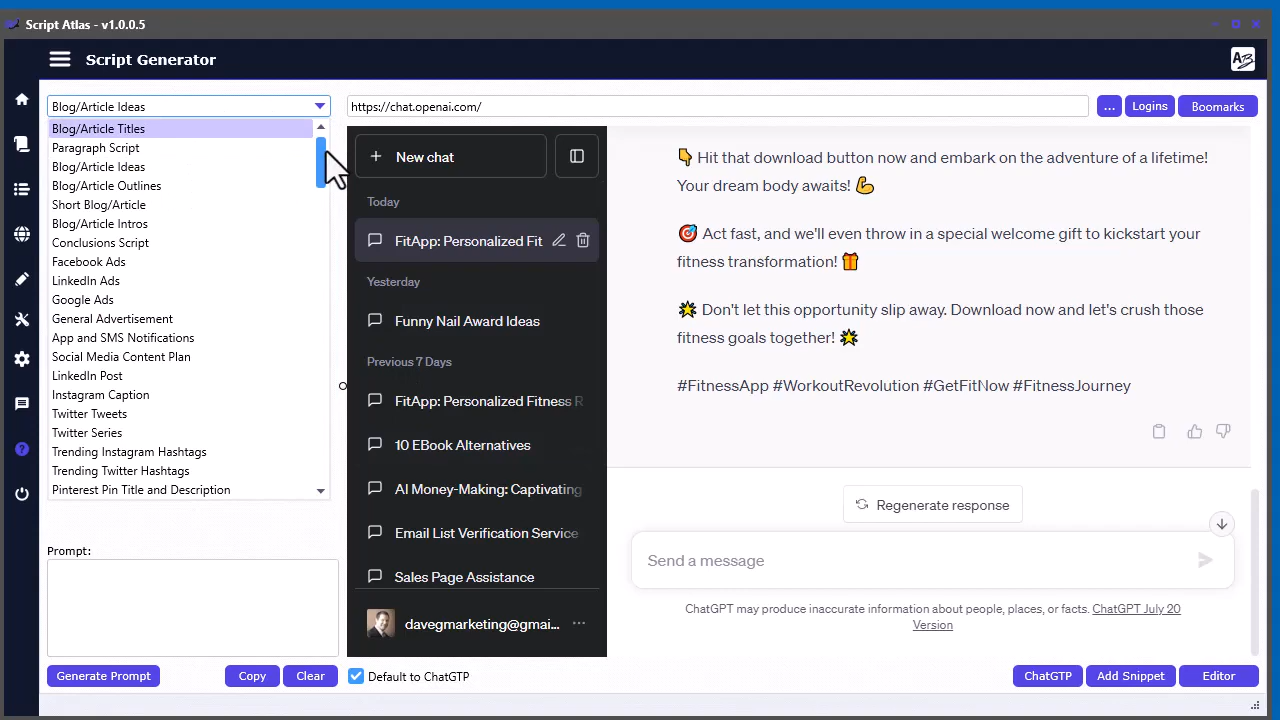 Script Atlas - v1.0.0.5
Script Generator
AB
Blog/Article Ideas
https://chat.openai.com/
...
Logins
Boomarks
Blog/Article Titles
Paragraph Script
Blog/Article Ideas
Blog/Article Outlines
Short Blog/Article
Blog/Article Intros
Conclusions Script
Facebook Ads
LinkedIn Ads
Google Ads
General Advertisement
App and SMS Notifications
Social Media Content Plan
LinkedIn Post
Instagram Caption
Twitter Tweets
Twitter Series
Trending Instagram Hashtags
Trending Twitter Hashtags
Pinterest Pin Title and Description
Prompt:
Generate Prompt
Copy
Clear
+ New chat
Today
FitApp: Personalized Fit
Yesterday
Funny Nail Award Ideas
Previous 7 Days
FitApp: Personalized Fitness R
10 EBook Alternatives
AI Money-Making: Captivating
Email List Verification Service
Sales Page Assistance
davegmarketing@gmai...
👇 Hit that download button now and embark on the adventure of a lifetime!
Your dream body awaits! 💪
🎯 Act fast, and we'll even throw in a special welcome gift to kickstart your
fitness transformation! 🎁
🌟 Don't let this opportunity slip away. Download now and let's crush those
fitness goals together! 🌟
#FitnessApp #WorkoutRevolution #GetFitNow #FitnessJourney
Regenerate response
Send a message
ChatGPT may produce inaccurate information about people, places, or facts. ChatGPT July 20
Version
Default to ChatGTP
ChatGTP
Add Snippet
Editor